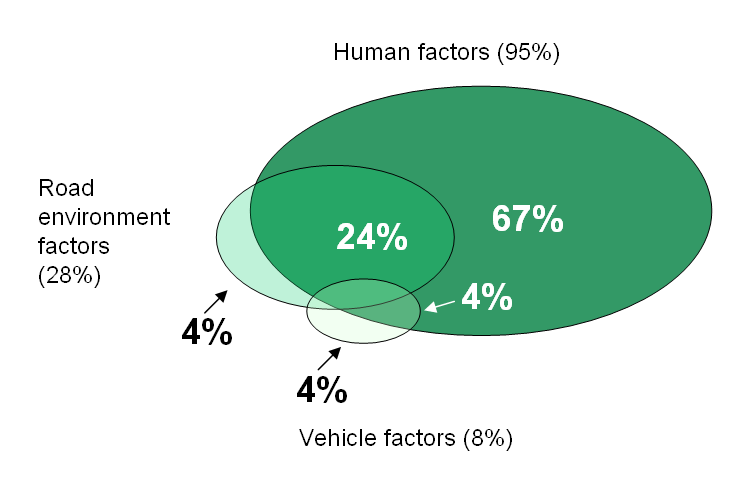 Human factors (95%)
Road
environment
factors
(28%)
67%
24%
4%
4%
4%
Vehicle factors (8%)